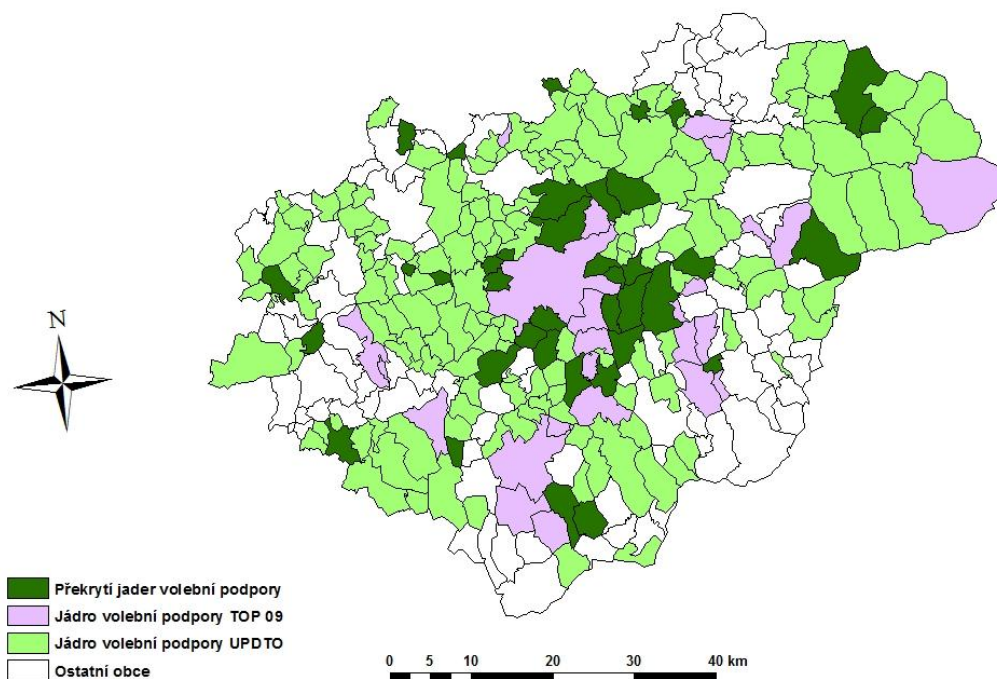 N
Překrytí jader volební podpory
Jádro volební podpory TOP 09
Jádro volební podpory UPDTO
Ostatní obce
0 5 10 20 30 40 km